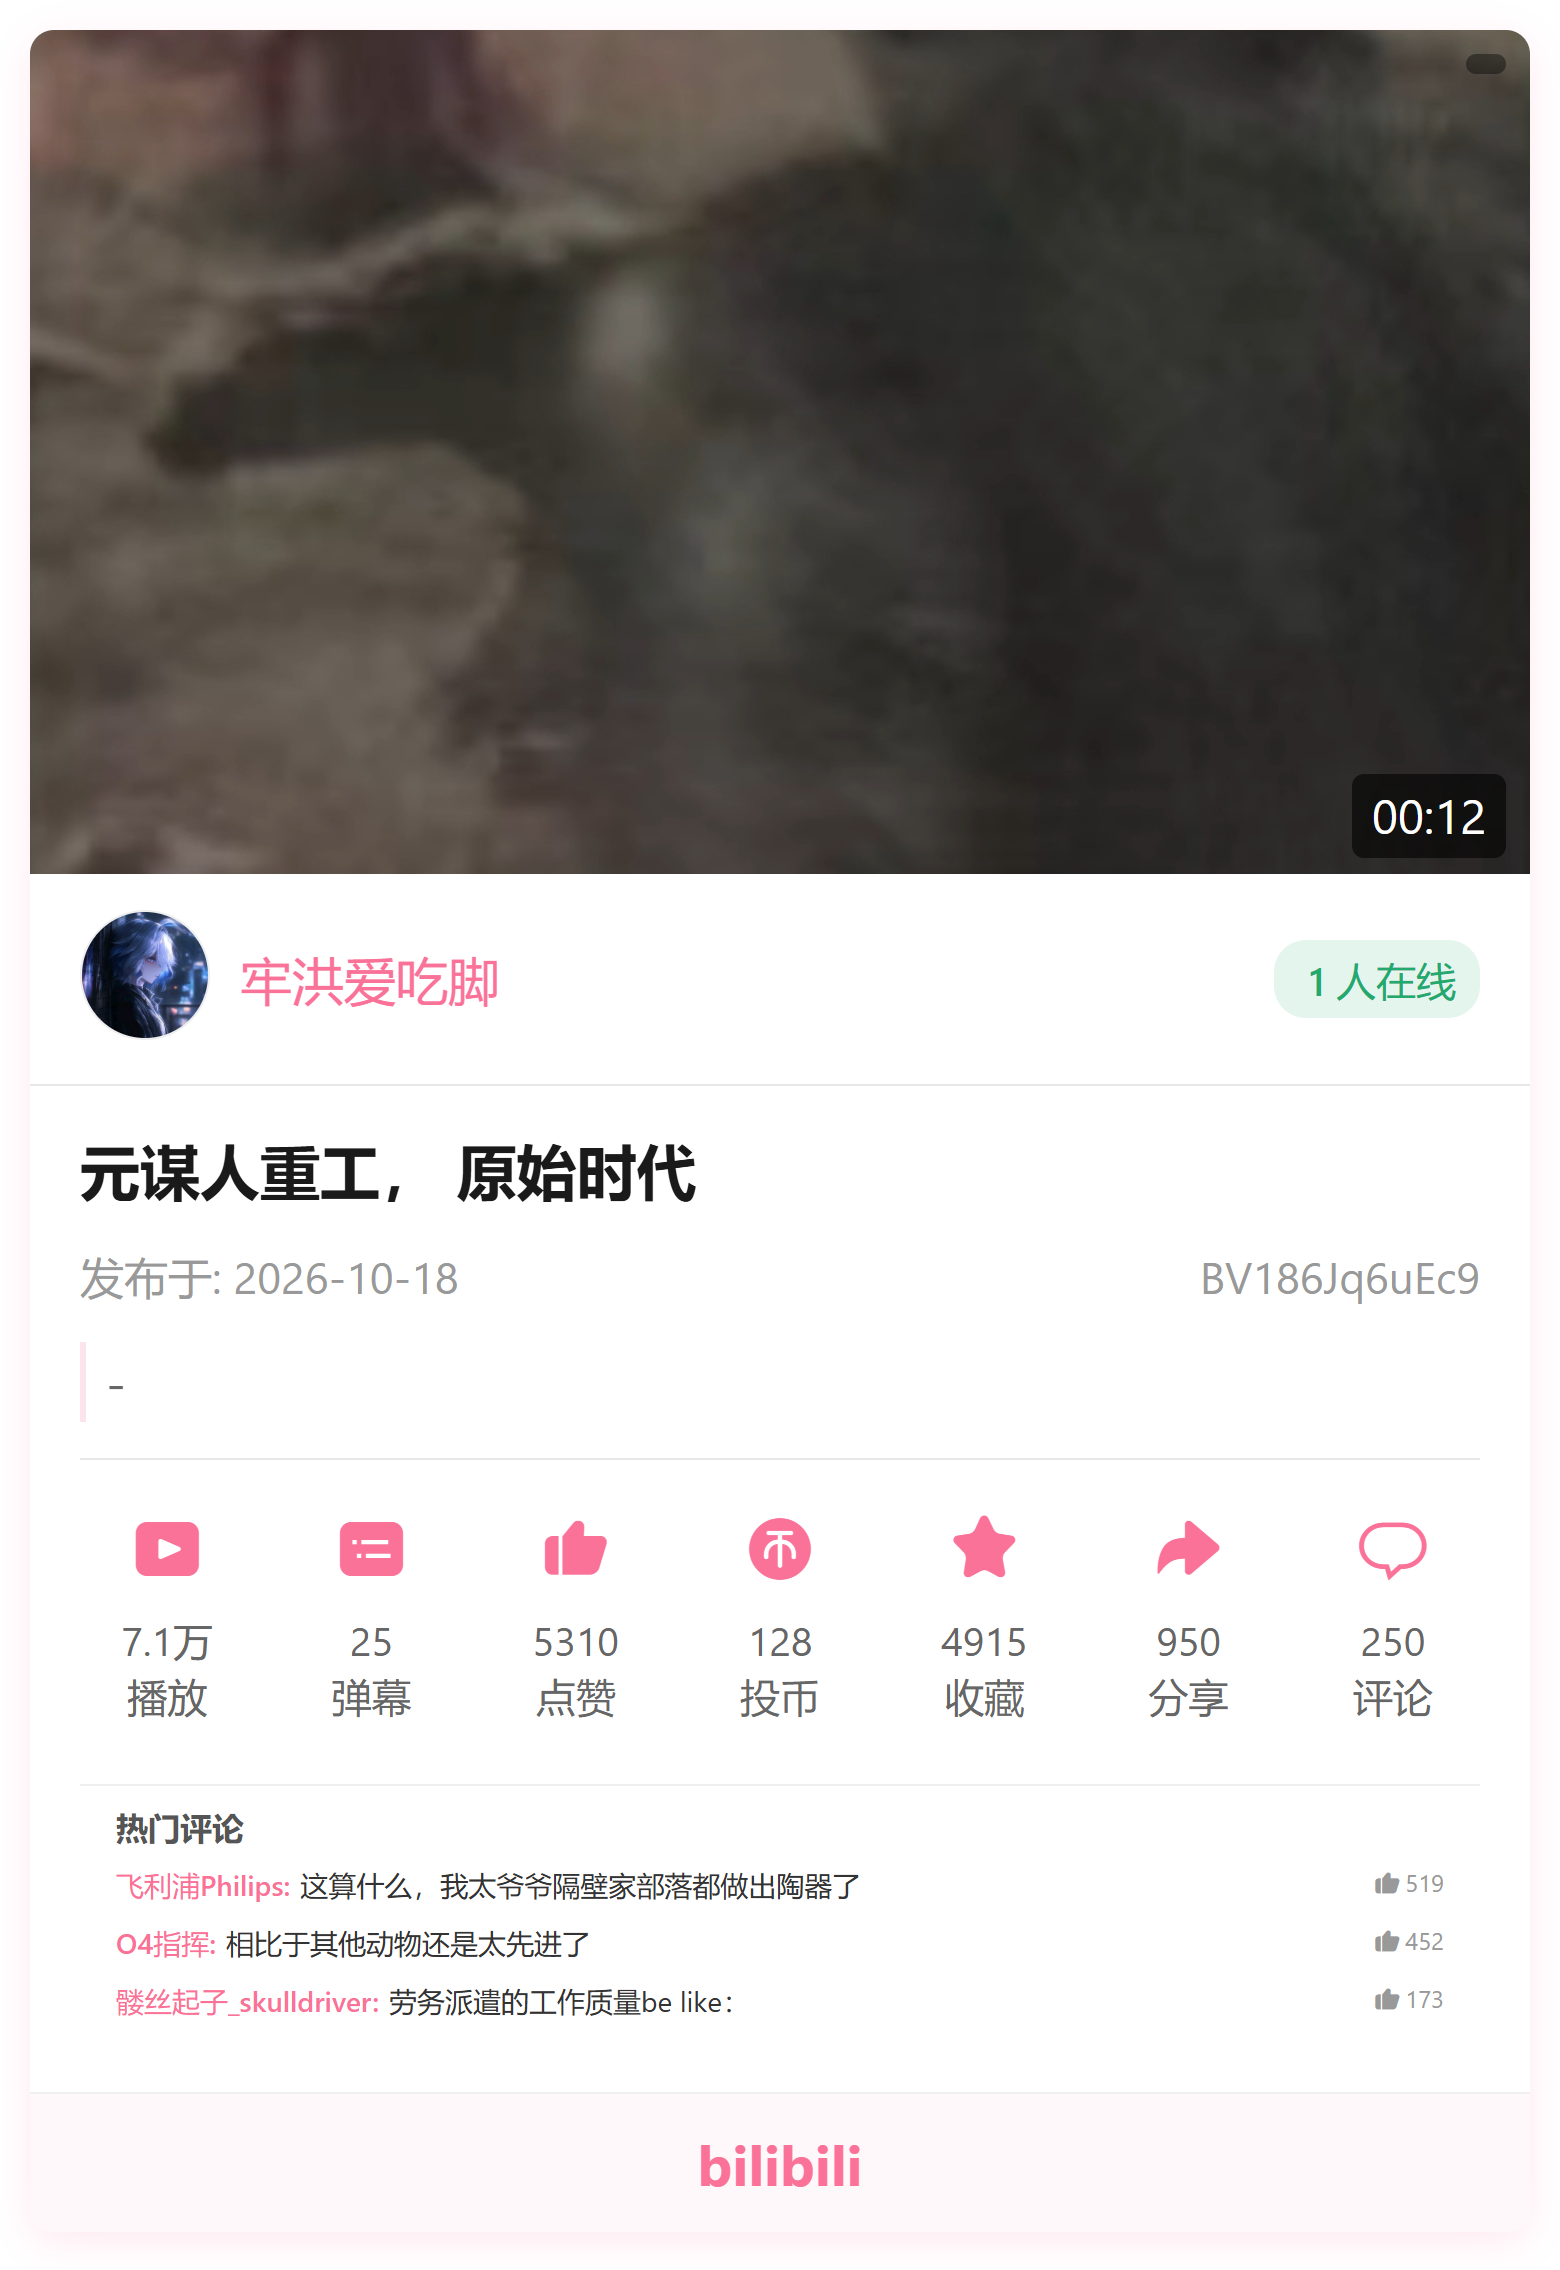 00:12
牢洪爱吃脚
1 人在线
元谋人重工， 原始时代
发布于: 2026-10-18
BV186Jq6uEc9
-
7.1万
25
5310
128
4915
950
250
播放
弹幕
点赞
投币
收藏
分享
评论
热门评论
飞利浦Philips: 这算什么，我太爷爷隔壁家部落都做出陶器了
519
O4指挥: 相比于其他动物还是太先进了
452
髅丝起子_skulldriver: 劳务派遣的工作质量be like：
173
bilibili